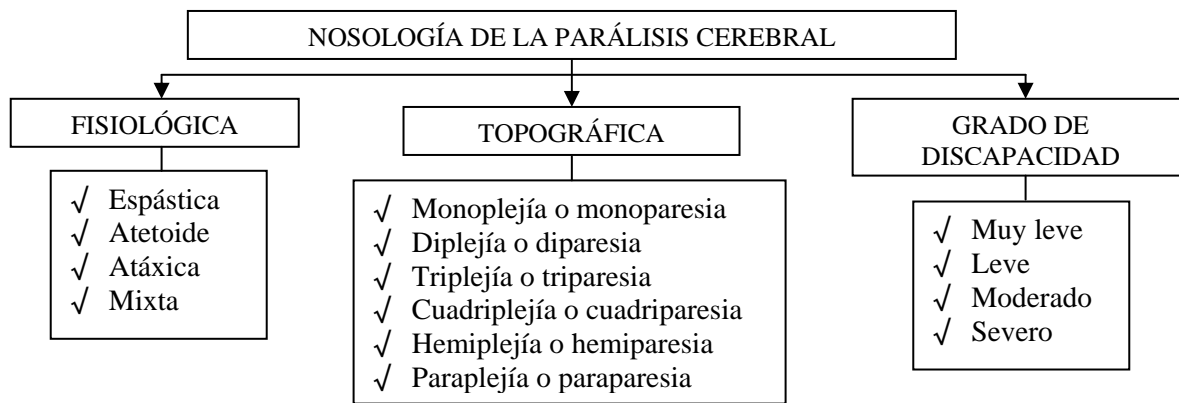 NOSOLOGÍA DE LA PARÁLISIS CEREBRAL
FISIOLÓGICA
√ Espástica
√ Atetoide
√ Atáxica
√ Mixta
TOPOGRÁFICA
√ Monoplejía o monoparesia
√ Diplejía o diparesia
√ Triplejía o triparesia
√ Cuadriplejía o cuadriparesia
√ Hemiplejía o hemiparesia
√ Paraplejía o paraparesia
GRADO DE
DISCAPACIDAD
√ Muy leve
√ Leve
√ Moderado
√ Severo